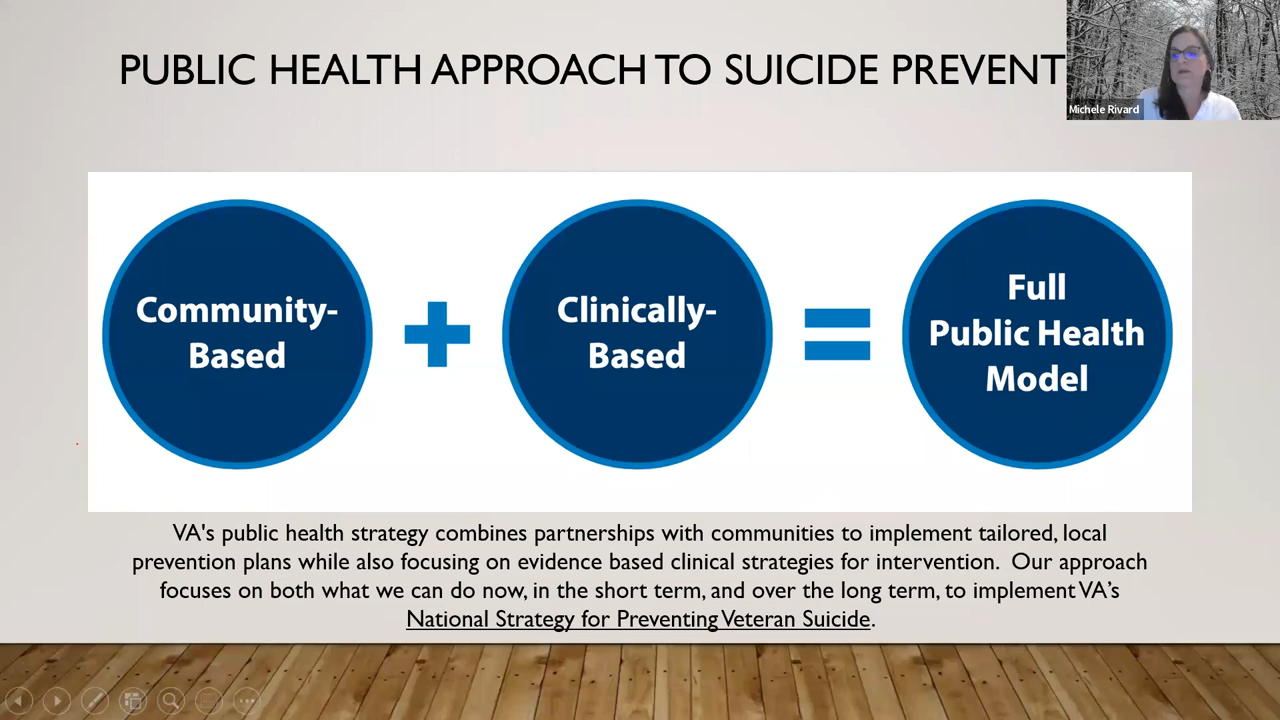 PUBLIC HEALTH APPROACH TO SUICIDE PREVENT
Michele Rivard
Community-
Based
Clinically-
Based
Full
Public Health
Model
VA's public health strategy combines partnerships with communities to implement tailored, local
prevention plans while also focusing on evidence based clinical strategies for intervention. Our approach
focuses on both what we can do now, in the short term, and over the long term, to implement VA’s
National Strategy for Preventing Veteran Suicide.